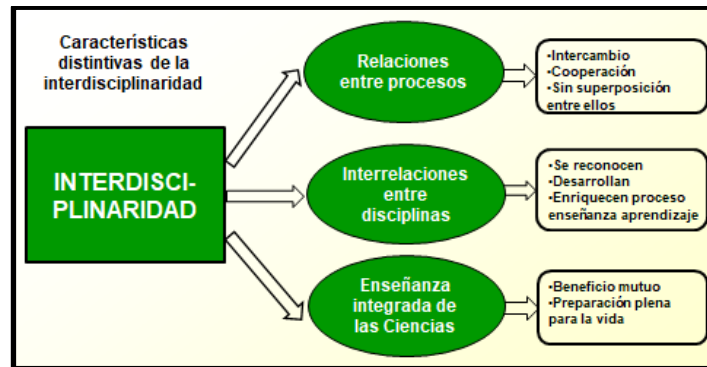 Características
distintivas de la
interdisciplinaridad
INTERDISCI-
PLINARIDAD
Relaciones
entre procesos
•Intercambio
•Cooperación
•Sin superposición
entre ellos
Interrelaciones
entre
disciplinas
•Se reconocen
•Desarrollan
•Enriquecen proceso
enseñanza aprendizaje
Enseñanza
integrada de
las Ciencias
•Beneficio mutuo
•Preparación plena
para la vida